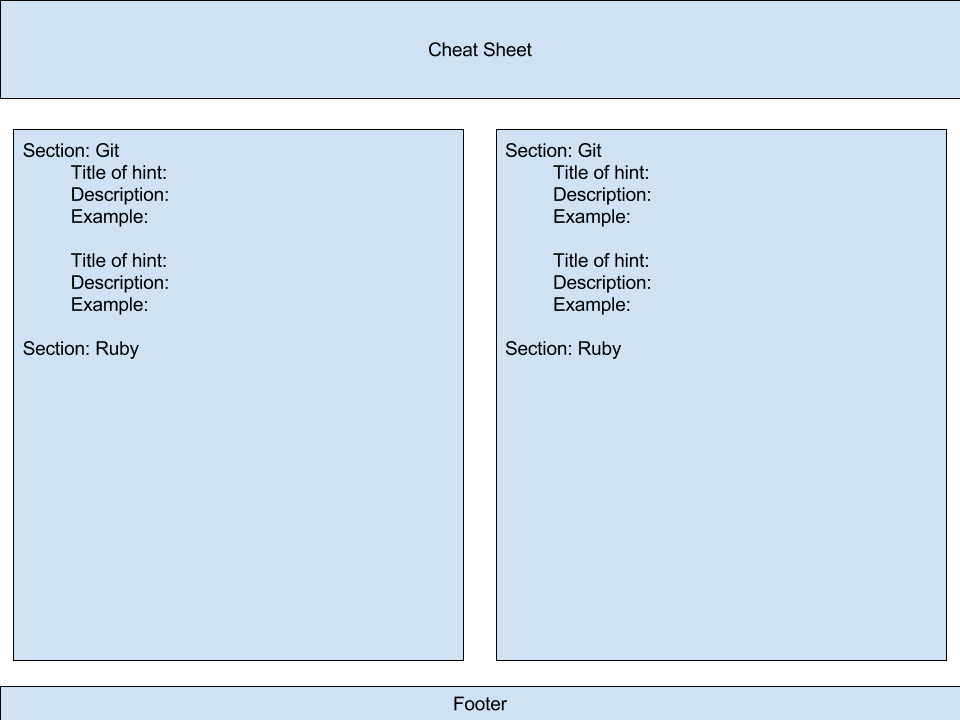 Cheat Sheet
Section: Git
Title of hint:
Description:
Example:
Title of hint:
Description:
Example:
Section: Ruby
Section: Git
Title of hint:
Description:
Example:
Title of hint:
Description:
Example:
Section: Ruby
Footer